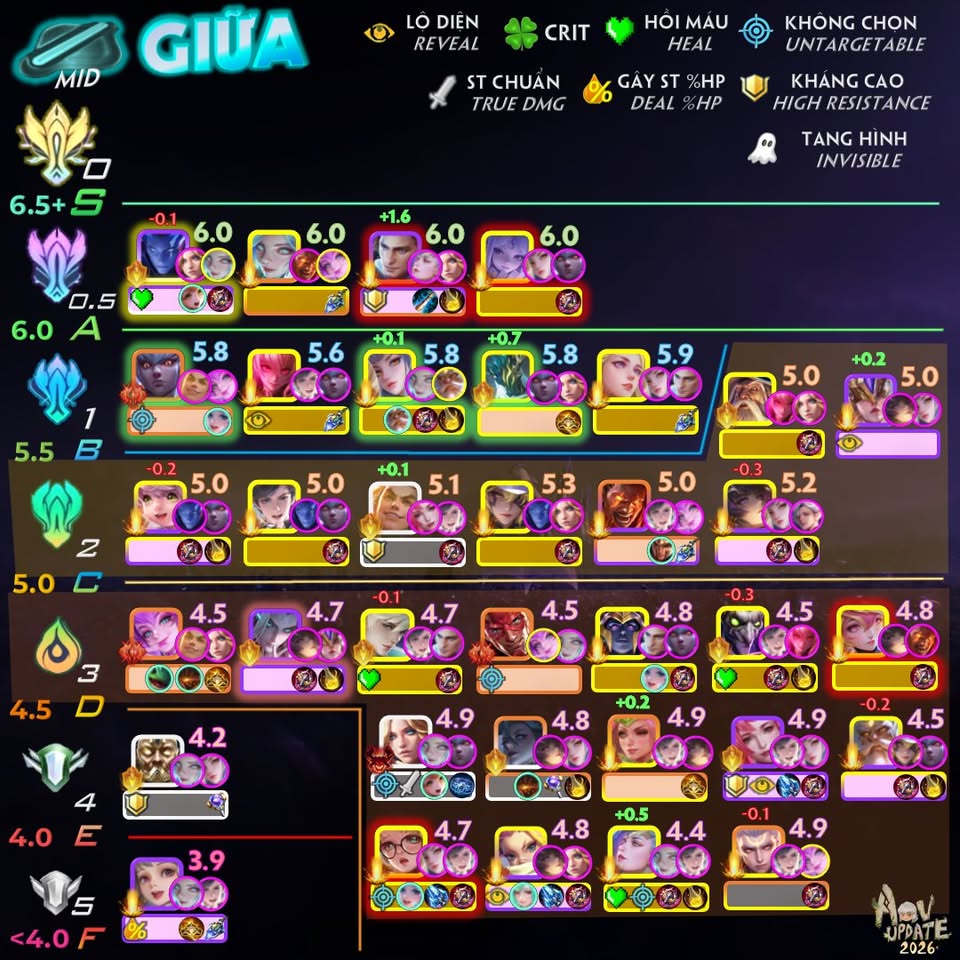 GIỮA
MID
LỘ DIỆN
REVEAL
CRIT
HỒI MÁU
HEAL
KHÔNG CHỌN
UNTARGETABLE
ST CHUẨN
TRUE DMG
%
GÂY ST %HP
DEAL %HP
KHÁNG CAO
HIGH RESISTANCE
TANG HÌNH
INVISIBLE
0
6.5+ S
-0.1 6.0 6.0 +1.6 6.0 6.0
0.5
6.0 A
5.8 5.6 +0.1 5.8 +0.7 5.8 5.9 5.0 +0.2 5.0
1
5.5 B
-0.2 5.0 5.0 +0.1 5.1 5.3 5.0 -0.3 5.2
2
5.0 C
4.5 4.7 -0.1 4.7 4.5 4.8 -0.3 4.5 4.8
3
4.5 D
4.9 4.8 +0.2 4.9 4.9 -0.2 4.5
4.2
4
4.0 E
4.7 4.8 +0.5 4.4 -0.1 4.9
3.9
5
%
<4.0 F
AOV
UPDATE
2026